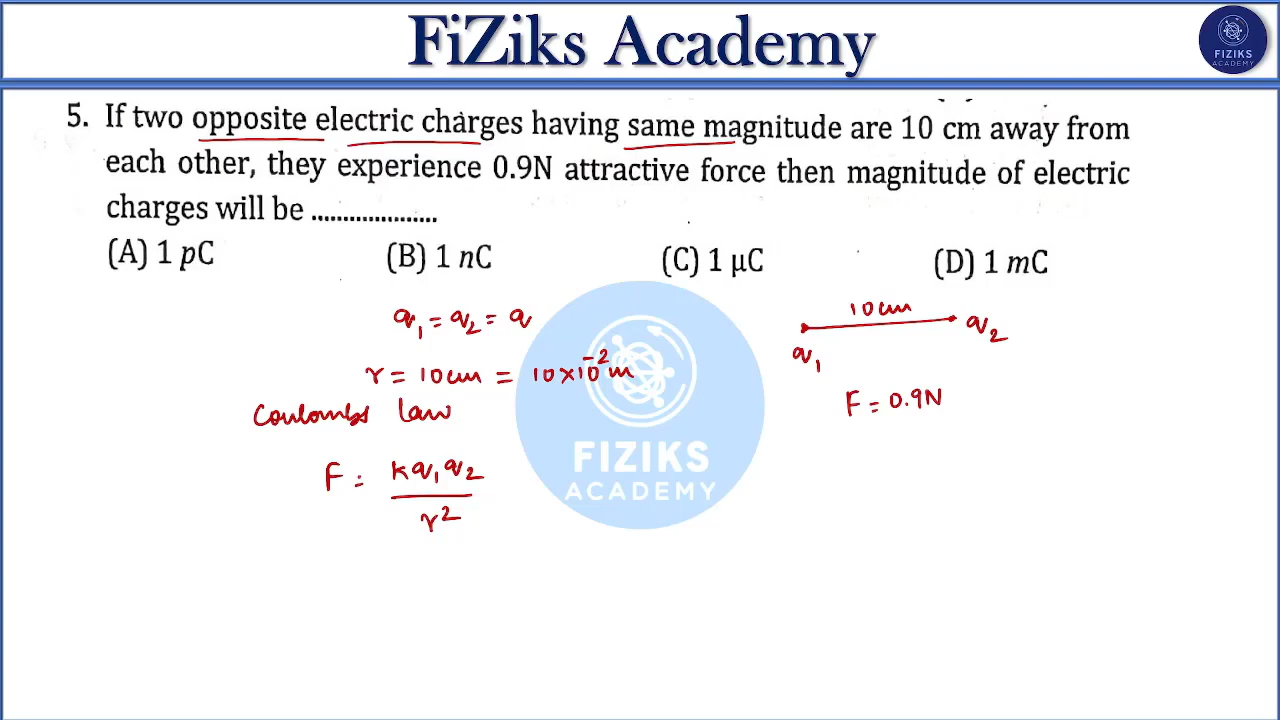 FiZiks Academy
FIZIKS
ACADEMY
5. If two opposite electric charges having same magnitude are 10 cm away from
each other, they experience 0.9N attractive force then magnitude of electric
charges will be ....................
(A) 1 pC (B) 1 nC (C) 1 μC (D) 1 mC
q₁ = q₂ = q
10cm
q₁ q₂
r = 10cm = 10×10⁻² m
F = 0.9N
Coulombs law
F = kq₁q₂
r²
FIZIKS
ACADEMY